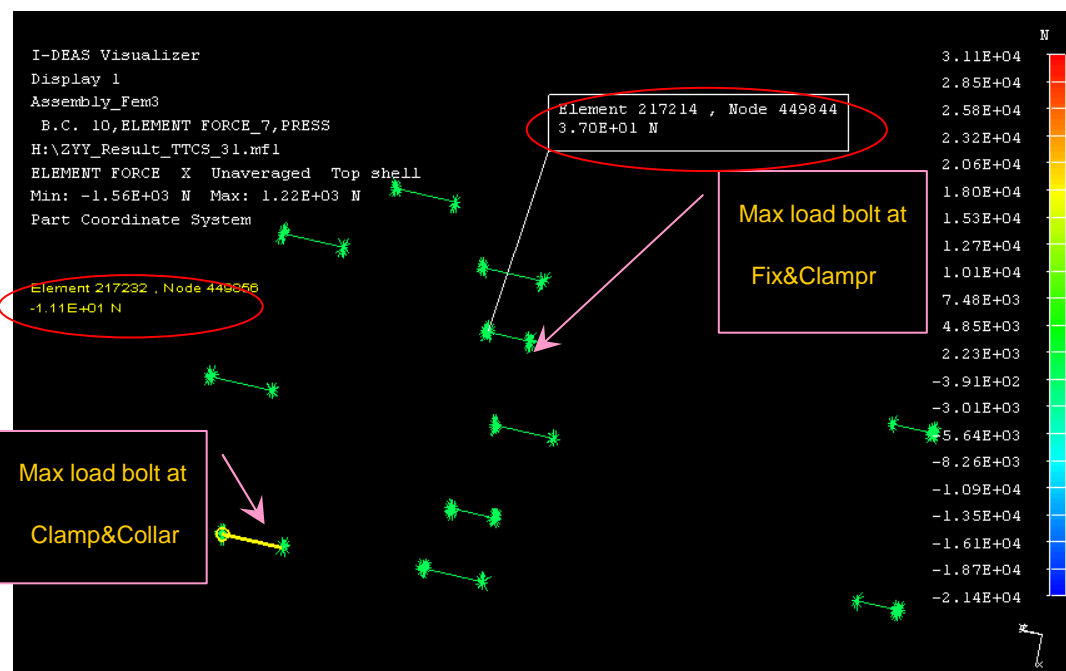 I-DEAS Visualizer
Display 1
Assembly_Fem3
B.C. 10,ELEMENT FORCE_7,PRESS
H:\ZYY_Result_TTCS_31.mf1
ELEMENT FORCE X Unaveraged Top shell
Min: -1.56E+03 N Max: 1.22E+03 N
Part Coordinate System
Element 217214 , Node 449844
3.70E+01 N
Max load bolt at
Fix&Clampr
Element 217232 , Node 449856
-1.11E+01 N
Max load bolt at
Clamp&Collar
N
3.11E+04
2.85E+04
2.58E+04
2.32E+04
2.06E+04
1.80E+04
1.53E+04
1.27E+04
1.01E+04
7.48E+03
4.85E+03
2.23E+03
-3.91E+02
-3.01E+03
-5.64E+03
-8.26E+03
-1.09E+04
-1.35E+04
-1.61E+04
-1.87E+04
-2.14E+04